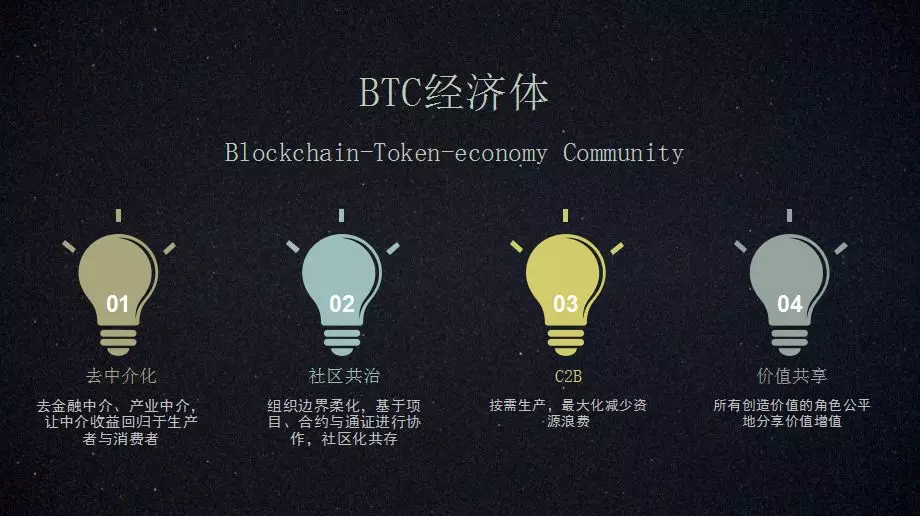 BTC经济体
Blockchain-Token-economy Community
01
02
03
04
去中介化
社区共治
C2B
价值共享
去金融中介、产业中介，
让中介收益回归于生产
者与消费者
组织边界柔化，基于项
目、合约与通证进行协
作，社区化共存
按需生产，最大化减少资
源浪费
所有创造价值的角色公平
地分享价值增值